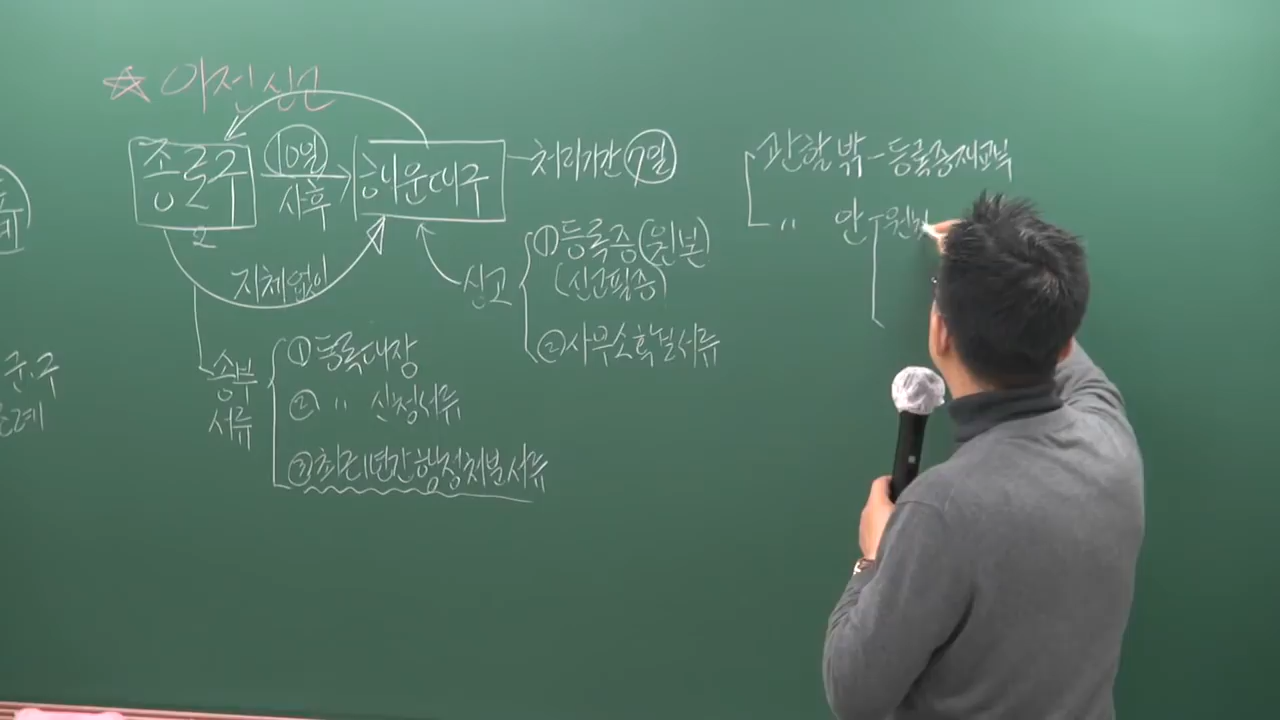 ☆ 이전신고
종로구 10일 사후 해운대구 - 처리기간 7일
2
지체없이
신고
① 등록증(원본)
(신고필증)
② 사무소확보서류
송부
서류
① 등록대장
② 〃 신청서류
③ 최근1년간행정처분서류
관할밖 - 등록증재교부
〃 안 원칙
군.구